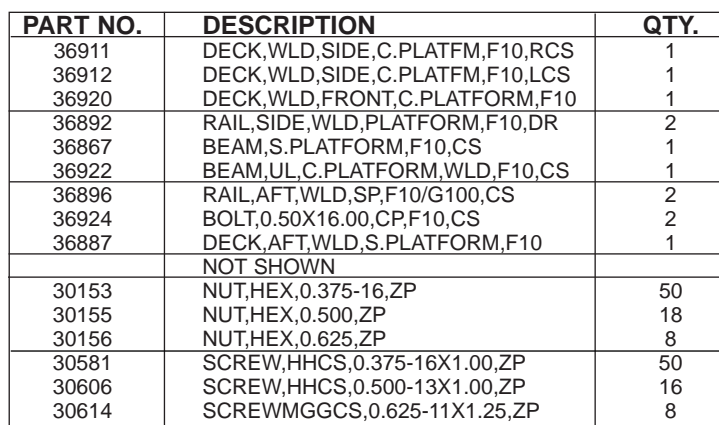 PART NO. DESCRIPTION QTY.
36911 DECK,WLD,SIDE,C.PLATFM,F10,RCS 1
36912 DECK,WLD,SIDE,C.PLATFM,F10,LCS 1
36920 DECK,WLD,FRONT,C.PLATFORM,F10 1
36892 RAIL,SIDE,WLD,PLATFORM,F10,DR 2
36867 BEAM,S.PLATFORM,F10,CS 1
36922 BEAM,UL,C.PLATFORM,WLD,F10,CS 1
36896 RAIL,AFT,WLD,SP,F10/G100,CS 2
36924 BOLT,0.50X16.00,CP,F10,CS 2
36887 DECK,AFT,WLD,S.PLATFORM,F10 1
NOT SHOWN
30153 NUT,HEX,0.375-16,ZP 50
30155 NUT,HEX,0.500,ZP 18
30156 NUT,HEX,0.625,ZP 8
30581 SCREW,HHCS,0.375-16X1.00,ZP 50
30606 SCREW,HHCS,0.500-13X1.00,ZP 16
30614 SCREWMGGCS,0.625-11X1.25,ZP 8